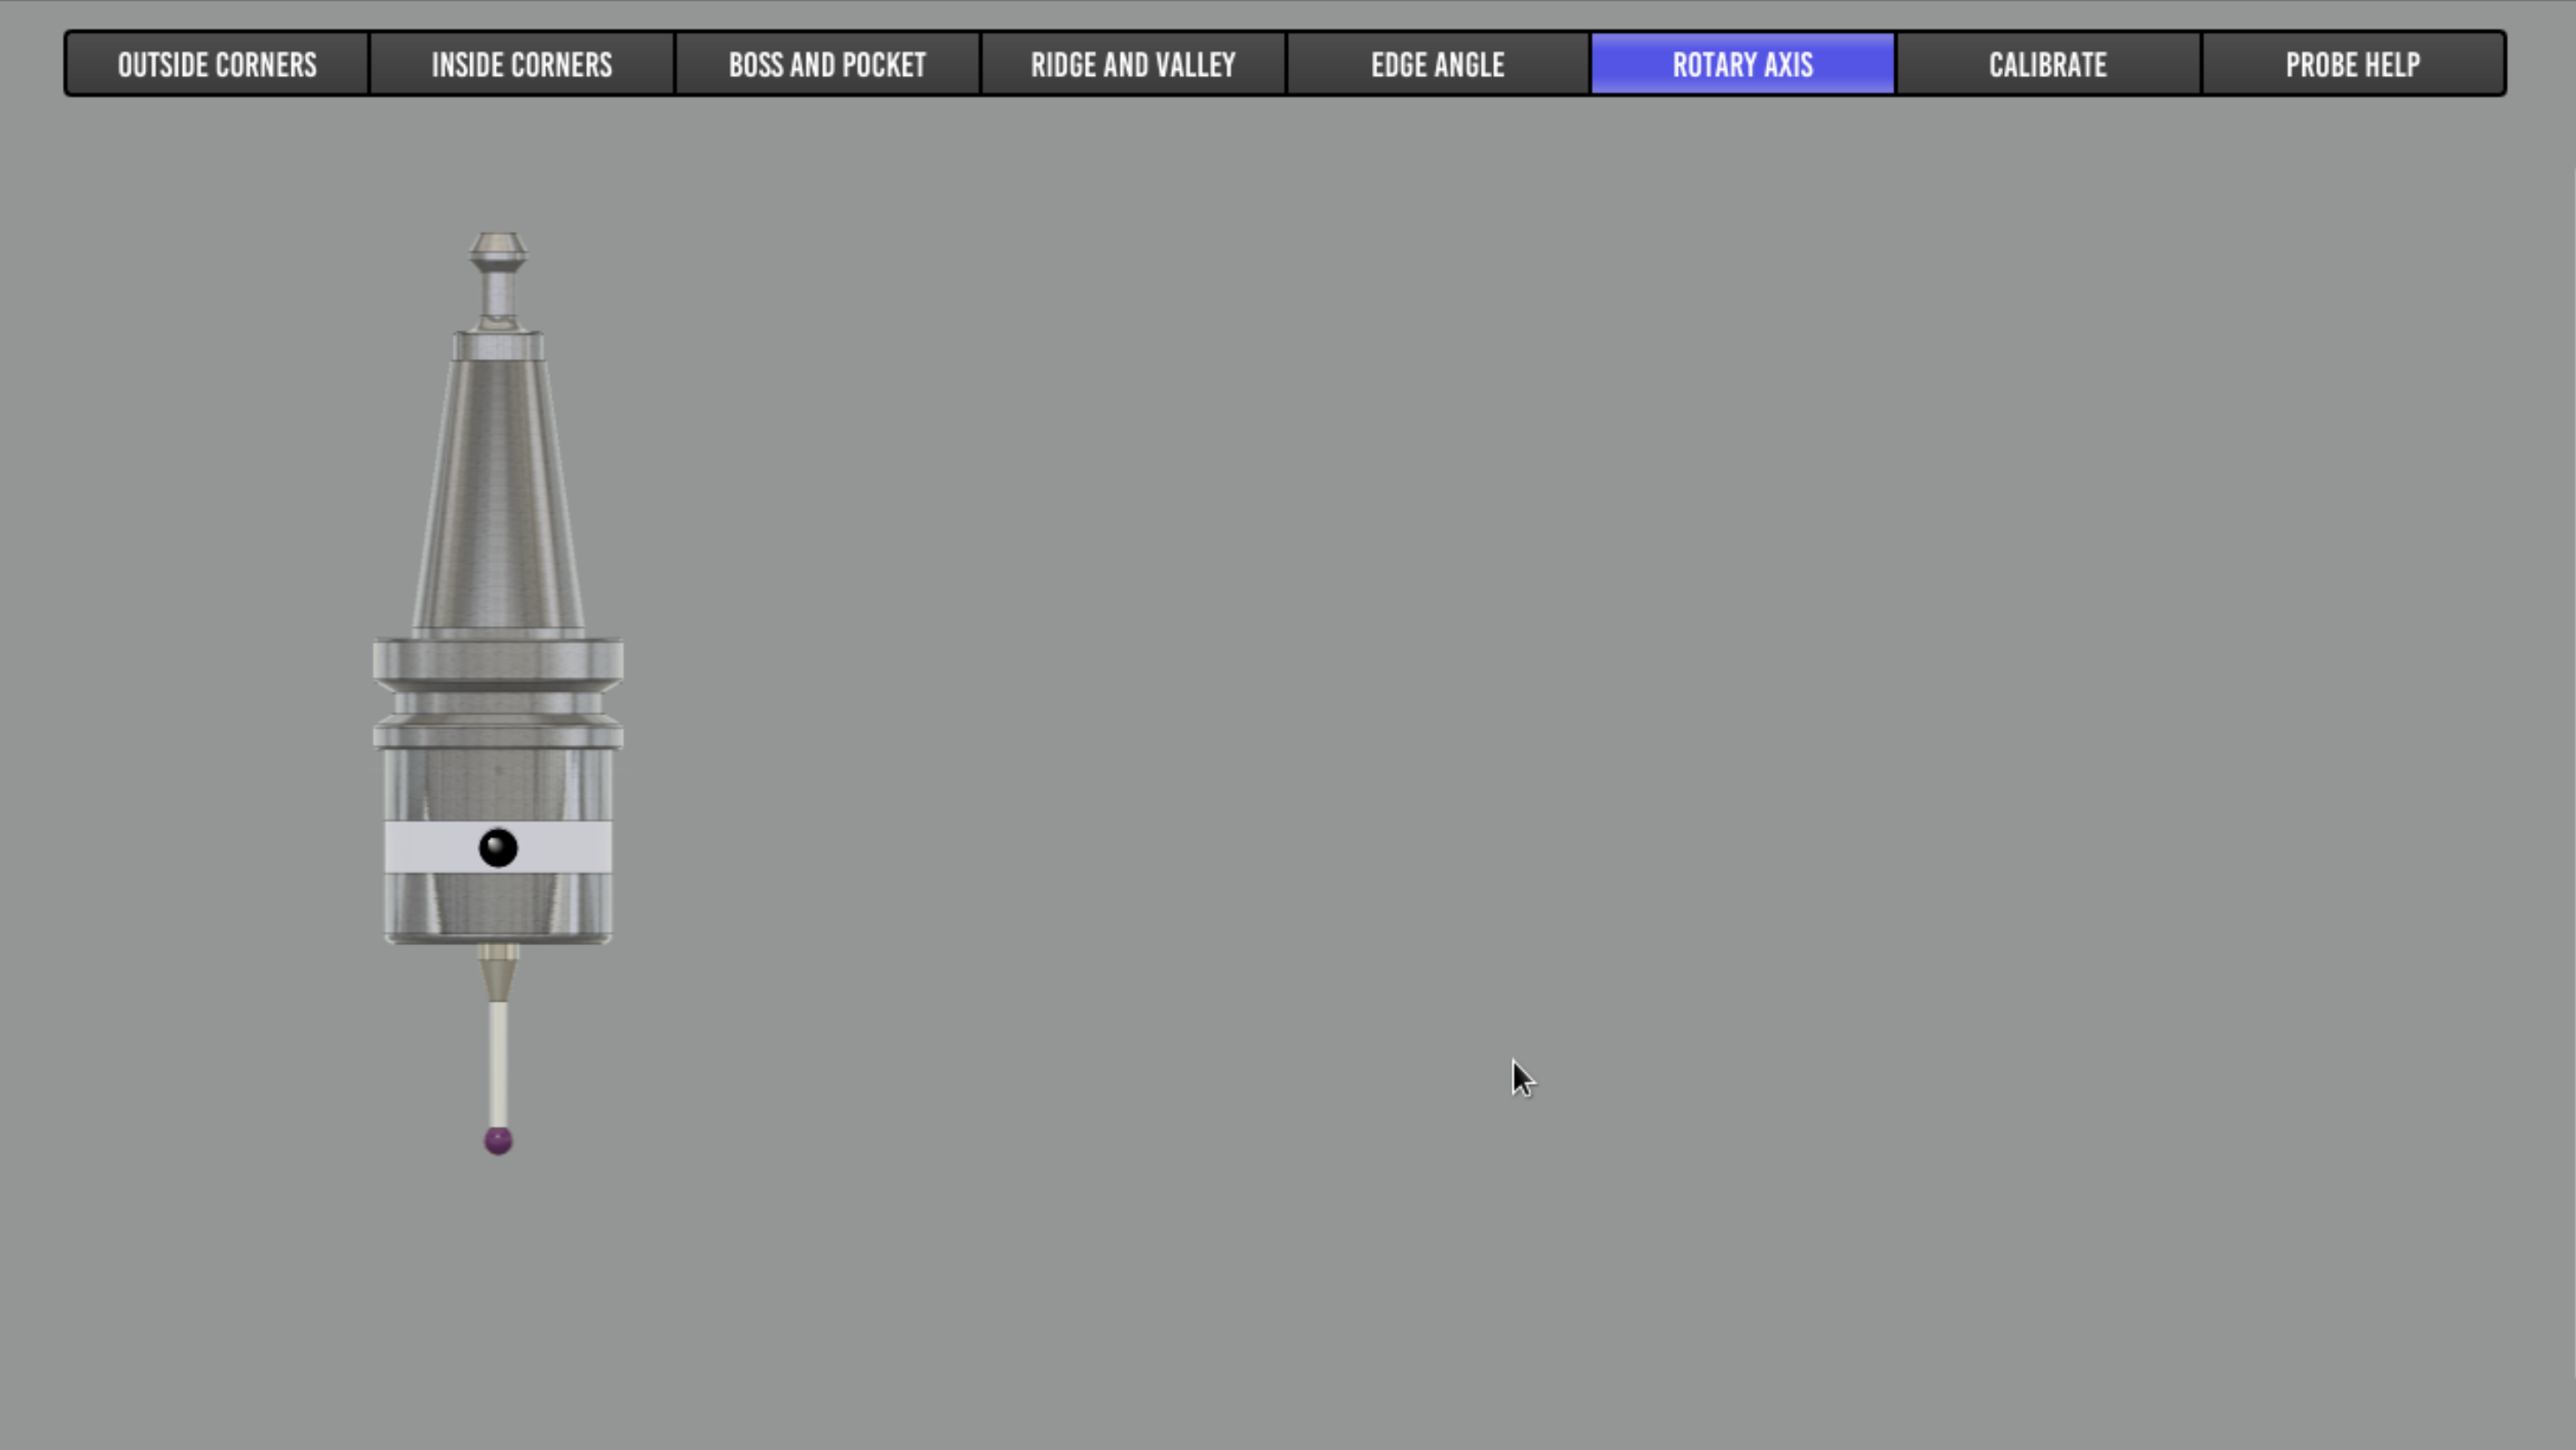 OUTSIDE CORNERS
INSIDE CORNERS
BOSS AND POCKET
RIDGE AND VALLEY
EDGE ANGLE
ROTARY AXIS
CALIBRATE
PROBE HELP